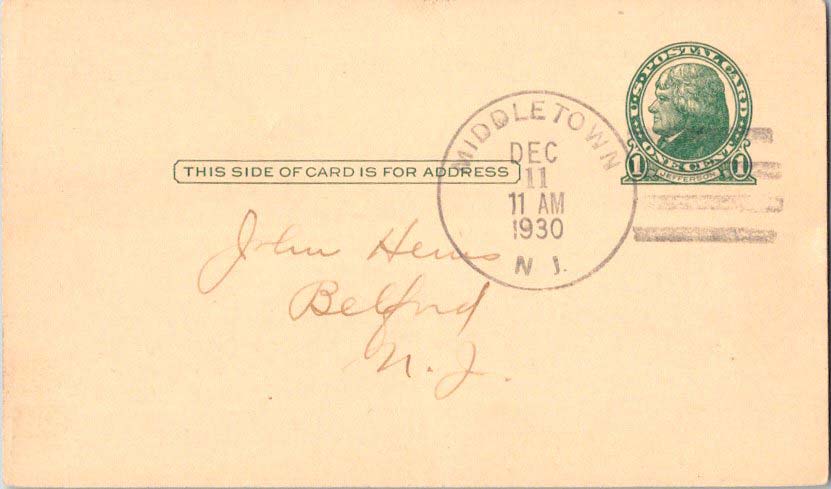 U.S. POSTAL CARD
ONE CENT
1 JEFFERSON 1
MIDDLETOWN
DEC
11
11 AM
1930
N J.
THIS SIDE OF CARD IS FOR ADDRESS
John
Belford
N. J.